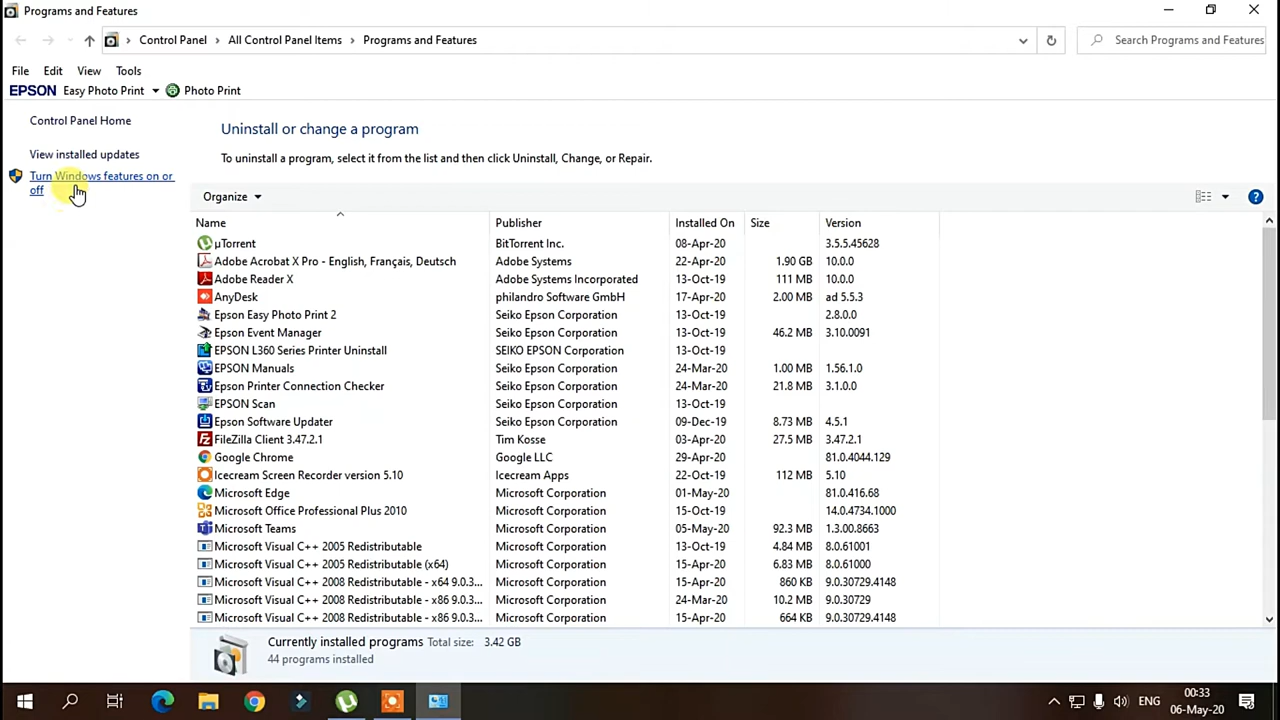 Programs and Features
Control Panel > All Control Panel Items > Programs and Features
Search Programs and Features
File Edit View Tools
EPSON Easy Photo Print Photo Print
Control Panel Home
View installed updates
Turn Windows features on or
off
Uninstall or change a program
To uninstall a program, select it from the list and then click Uninstall, Change, or Repair.
Organize
Name Publisher Installed On Size Version
µTorrent BitTorrent Inc. 08-Apr-20 3.5.5.45628
Adobe Acrobat X Pro - English, Français, Deutsch Adobe Systems 22-Apr-20 1.90 GB 10.0.0
Adobe Reader X Adobe Systems Incorporated 13-Oct-19 111 MB 10.0.0
AnyDesk philandro Software GmbH 17-Apr-20 2.00 MB ad 5.5.3
Epson Easy Photo Print 2 Seiko Epson Corporation 13-Oct-19 2.8.0.0
Epson Event Manager Seiko Epson Corporation 13-Oct-19 46.2 MB 3.10.0091
EPSON L360 Series Printer Uninstall SEIKO EPSON Corporation 13-Oct-19
EPSON Manuals Seiko Epson Corporation 24-Mar-20 1.00 MB 1.56.1.0
Epson Printer Connection Checker Seiko Epson Corporation 24-Mar-20 21.8 MB 3.1.0.0
EPSON Scan Seiko Epson Corporation 13-Oct-19
Epson Software Updater Seiko Epson Corporation 09-Dec-19 8.73 MB 4.5.1
FileZilla Client 3.47.2.1 Tim Kosse 03-Apr-20 27.5 MB 3.47.2.1
Google Chrome Google LLC 29-Apr-20 81.0.4044.129
Icecream Screen Recorder version 5.10 Icecream Apps 22-Oct-19 112 MB 5.10
Microsoft Edge Microsoft Corporation 01-May-20 81.0.416.68
Microsoft Office Professional Plus 2010 Microsoft Corporation 15-Oct-19 14.0.4734.1000
Microsoft Teams Microsoft Corporation 05-May-20 92.3 MB 1.3.00.8663
Microsoft Visual C++ 2005 Redistributable Microsoft Corporation 13-Oct-19 4.84 MB 8.0.61001
Microsoft Visual C++ 2005 Redistributable (x64) Microsoft Corporation 15-Apr-20 6.83 MB 8.0.61000
Microsoft Visual C++ 2008 Redistributable - x64 9.0.3... Microsoft Corporation 15-Apr-20 860 KB 9.0.30729.4148
Microsoft Visual C++ 2008 Redistributable - x86 9.0.3... Microsoft Corporation 24-Mar-20 10.2 MB 9.0.30729
Microsoft Visual C++ 2008 Redistributable - x86 9.0.3... Microsoft Corporation 15-Apr-20 664 KB 9.0.30729.4148
Currently installed programs Total size: 3.42 GB
44 programs installed
ENG
00:33
06-May-20